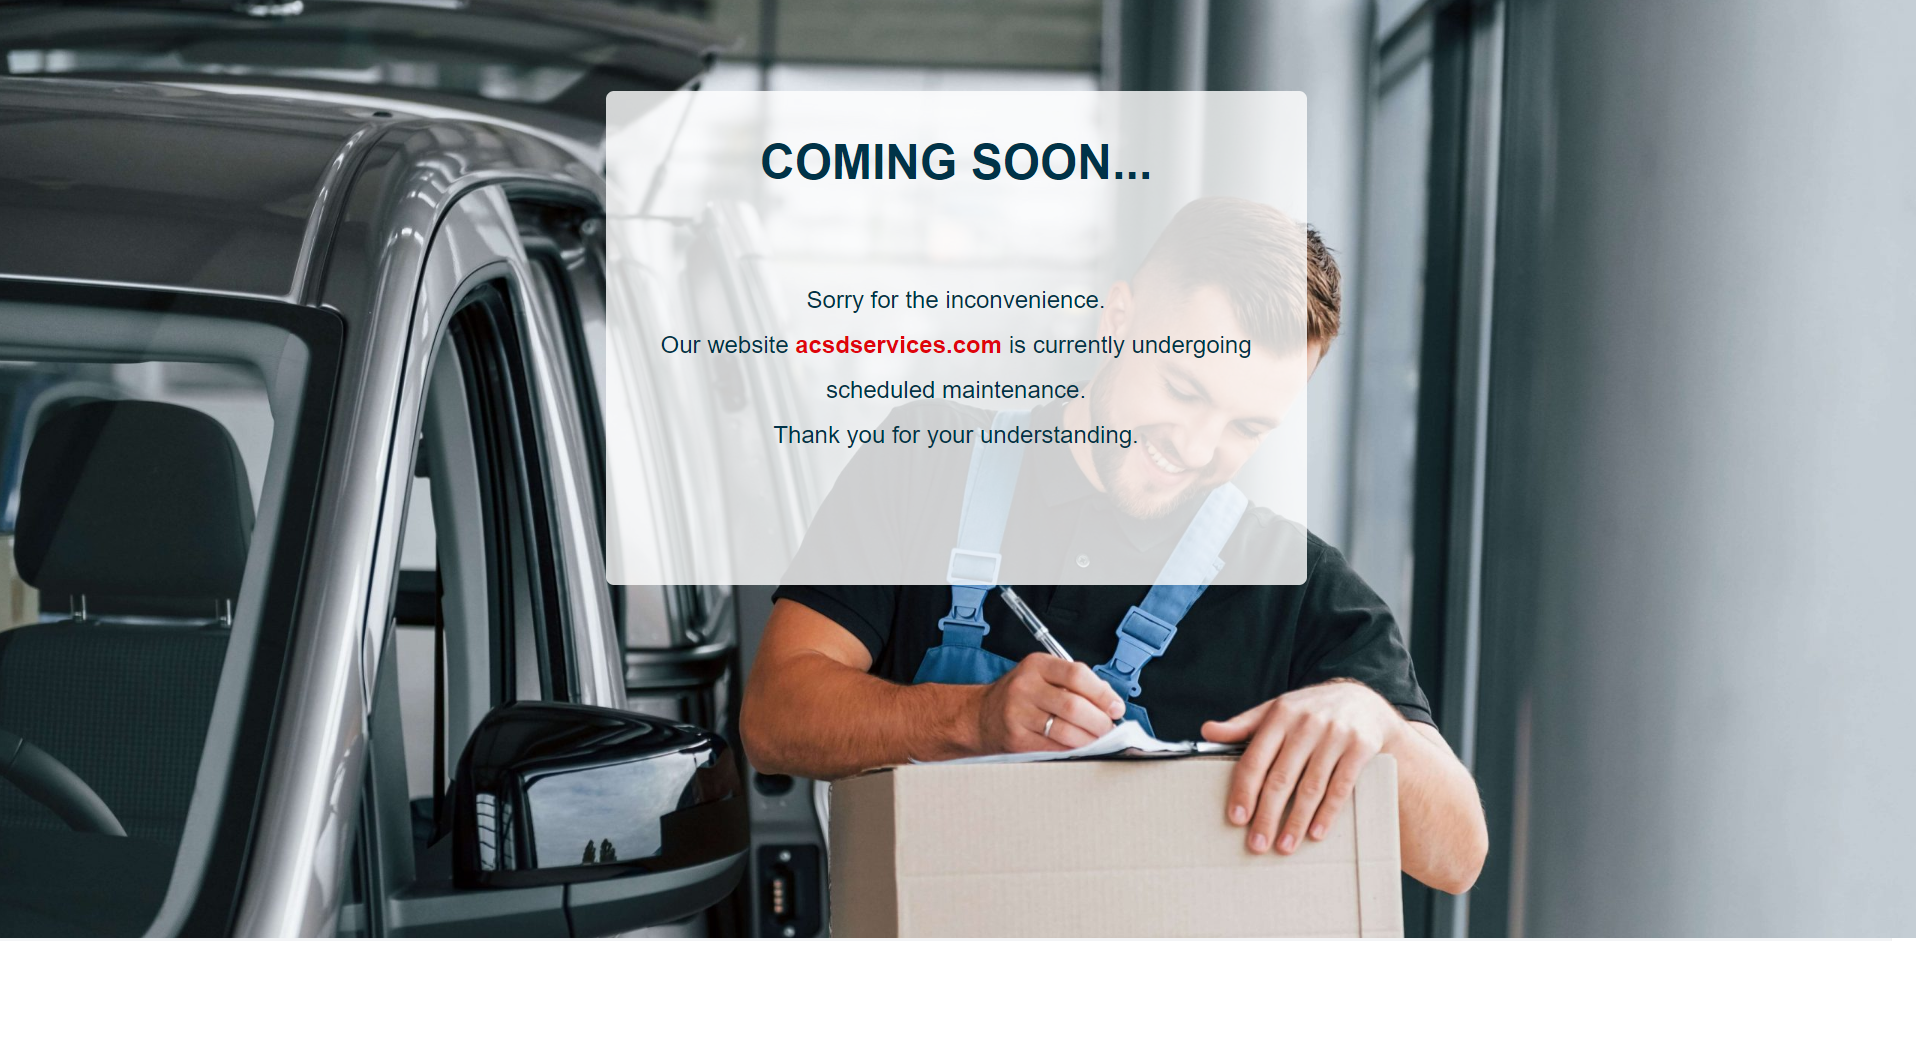 COMING SOON...
Sorry for the inconvenience.
Our website acsdservices.com is currently undergoing
scheduled maintenance.
Thank you for your understanding.